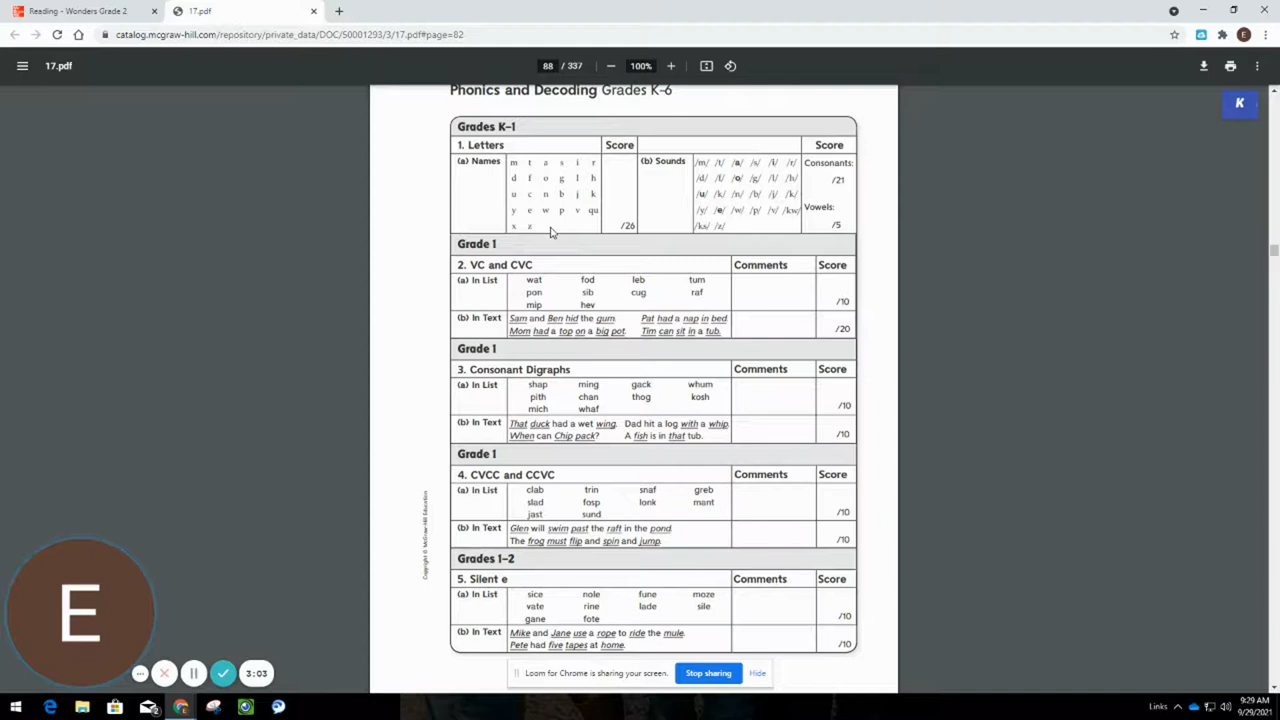 Reading - Wonders Grade 2
17.pdf
catalog.mcgraw-hill.com/repository/private_data/DOC/50001293/3/17.pdf#page=82
E
17.pdf
88 / 337
100%
K
Phonics and Decoding Grades K–6
Grades K–1
1. Letters Score Score
(a) Names m t a s i r (b) Sounds /m/ /t/ /a/ /s/ /i/ /r/ Consonants:
d f o g l h /d/ /f/ /o/ /g/ /l/ /h/ /21
u c n b j k /u/ /k/ /n/ /b/ /j/ /k/
y e w p v qu /y/ /e/ /w/ /p/ /v/ /kw/ Vowels:
x z /26 /ks/ /z/ /5
Grade 1
2. VC and CVC Comments Score
(a) In List wat fod leb tum
pon sib cug raf
mip hev /10
(b) In Text Sam and Ben hid the gum. Pat had a nap in bed.
Mom had a top on a big pot. Tim can sit in a tub. /20
Grade 1
3. Consonant Digraphs Comments Score
(a) In List shap ming gack whum
pith chan thog kosh
mich whaf /10
(b) In Text That duck had a wet wing. Dad hit a log with a whip.
When can Chip pack? A fish is in that tub. /10
Grade 1
4. CVCC and CCVC Comments Score
(a) In List clab trin snaf greb
slad fosp lonk mant
jast sund /10
(b) In Text Glen will swim past the raft in the pond.
The frog must flip and spin and jump. /10
Grades 1–2
5. Silent e Comments Score
(a) In List sice nole fune moze
vate rine lade sile
gane fote /10
(b) In Text Mike and Jane use a rope to ride the mule.
Pete had five tapes at home. /10
Copyright © McGraw-Hill Education
E
3:03
Loom for Chrome is sharing your screen. Stop sharing Hide
Links
9:29 AM
9/29/2021